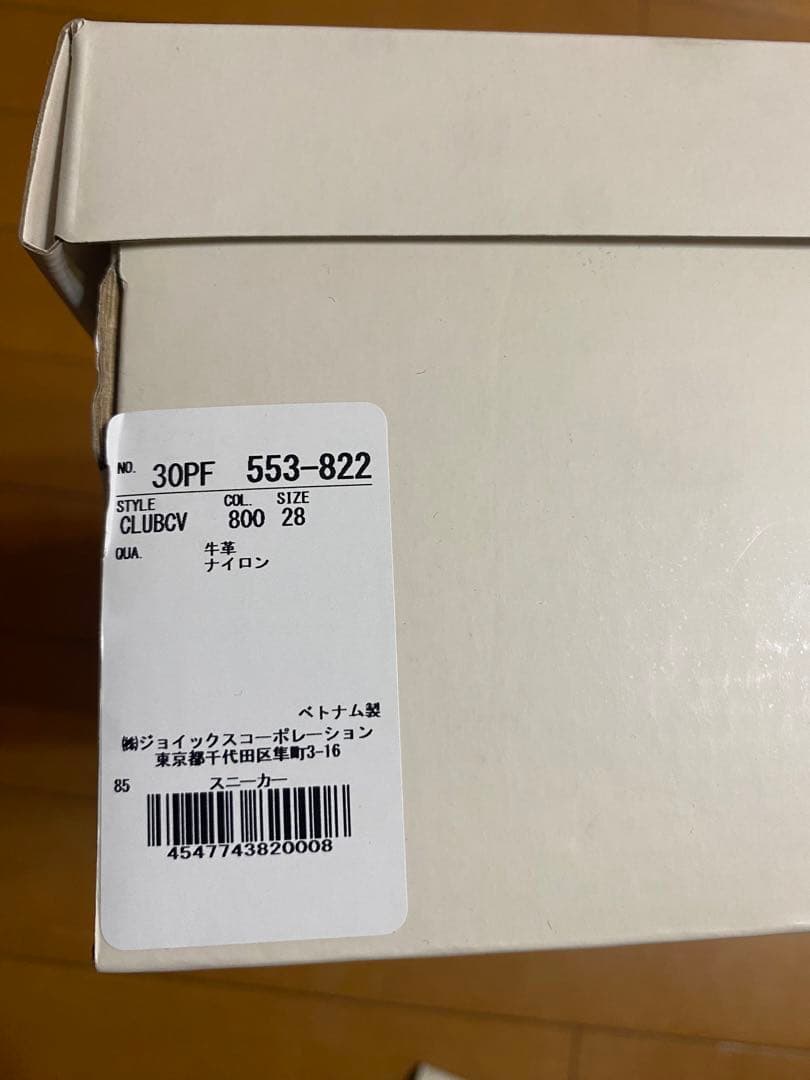 NO. 30PF 553-822
STYLE COL. SIZE
CLUBCV 800 28
QUA. 牛革
ナイロン
ベトナム製
㈱ジョイックスコーポレーション
東京都千代田区隼町3-16
85 スニーカー
4547743820008